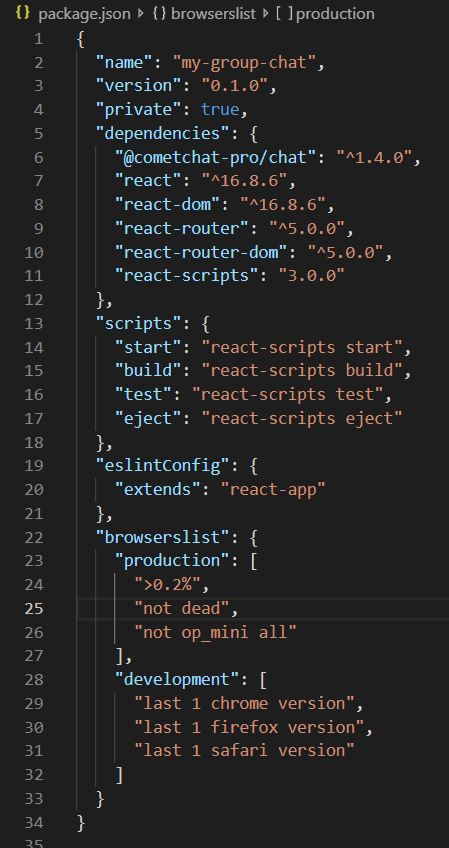 {} package.json > {} browserslist > [ ] production
1 {
2 "name": "my-group-chat",
3 "version": "0.1.0",
4 "private": true,
5 "dependencies": {
6 "@cometchat-pro/chat": "^1.4.0",
7 "react": "^16.8.6",
8 "react-dom": "^16.8.6",
9 "react-router": "^5.0.0",
10 "react-router-dom": "^5.0.0",
11 "react-scripts": "3.0.0"
12 },
13 "scripts": {
14 "start": "react-scripts start",
15 "build": "react-scripts build",
16 "test": "react-scripts test",
17 "eject": "react-scripts eject"
18 },
19 "eslintConfig": {
20 "extends": "react-app"
21 },
22 "browserslist": {
23 "production": [
24 ">0.2%",
25 "not dead",
26 "not op_mini all"
27 ],
28 "development": [
29 "last 1 chrome version",
30 "last 1 firefox version",
31 "last 1 safari version"
32 ]
33 }
34 }
35